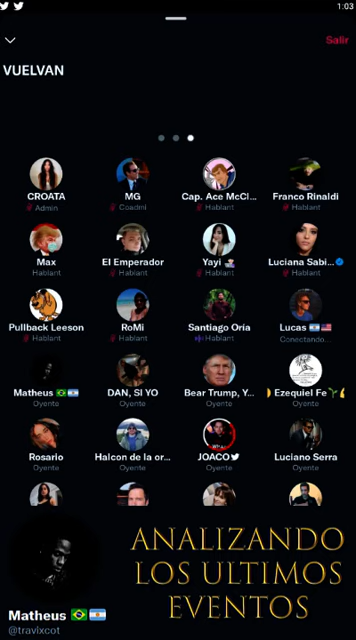 1:03
Salir
VUELVAN
CROATA MG Cap. Ace McCl... Franco Rinaldi
Admin Coadmi Hablant Hablant
Max El Emperador Yayi Luciana Sabi...
Hablant Hablant Hablant Hablant
Pullback Leeson RoMi Santiago Oría Lucas 🇦🇷🇺🇸
Hablant Hablant Hablant Conectando...
Matheus 🇧🇷🇦🇷 DAN, SI YO Bear Trump, Y... Ezequiel Fe
Oyente Oyente Oyente Oyente
Rosario Halcon de la or... JOACO Luciano Serra
Oyente Oyente Oyente Oyente
ANALIZANDO
LOS ULTIMOS
EVENTOS
Matheus 🇧🇷🇦🇷
@travixcot